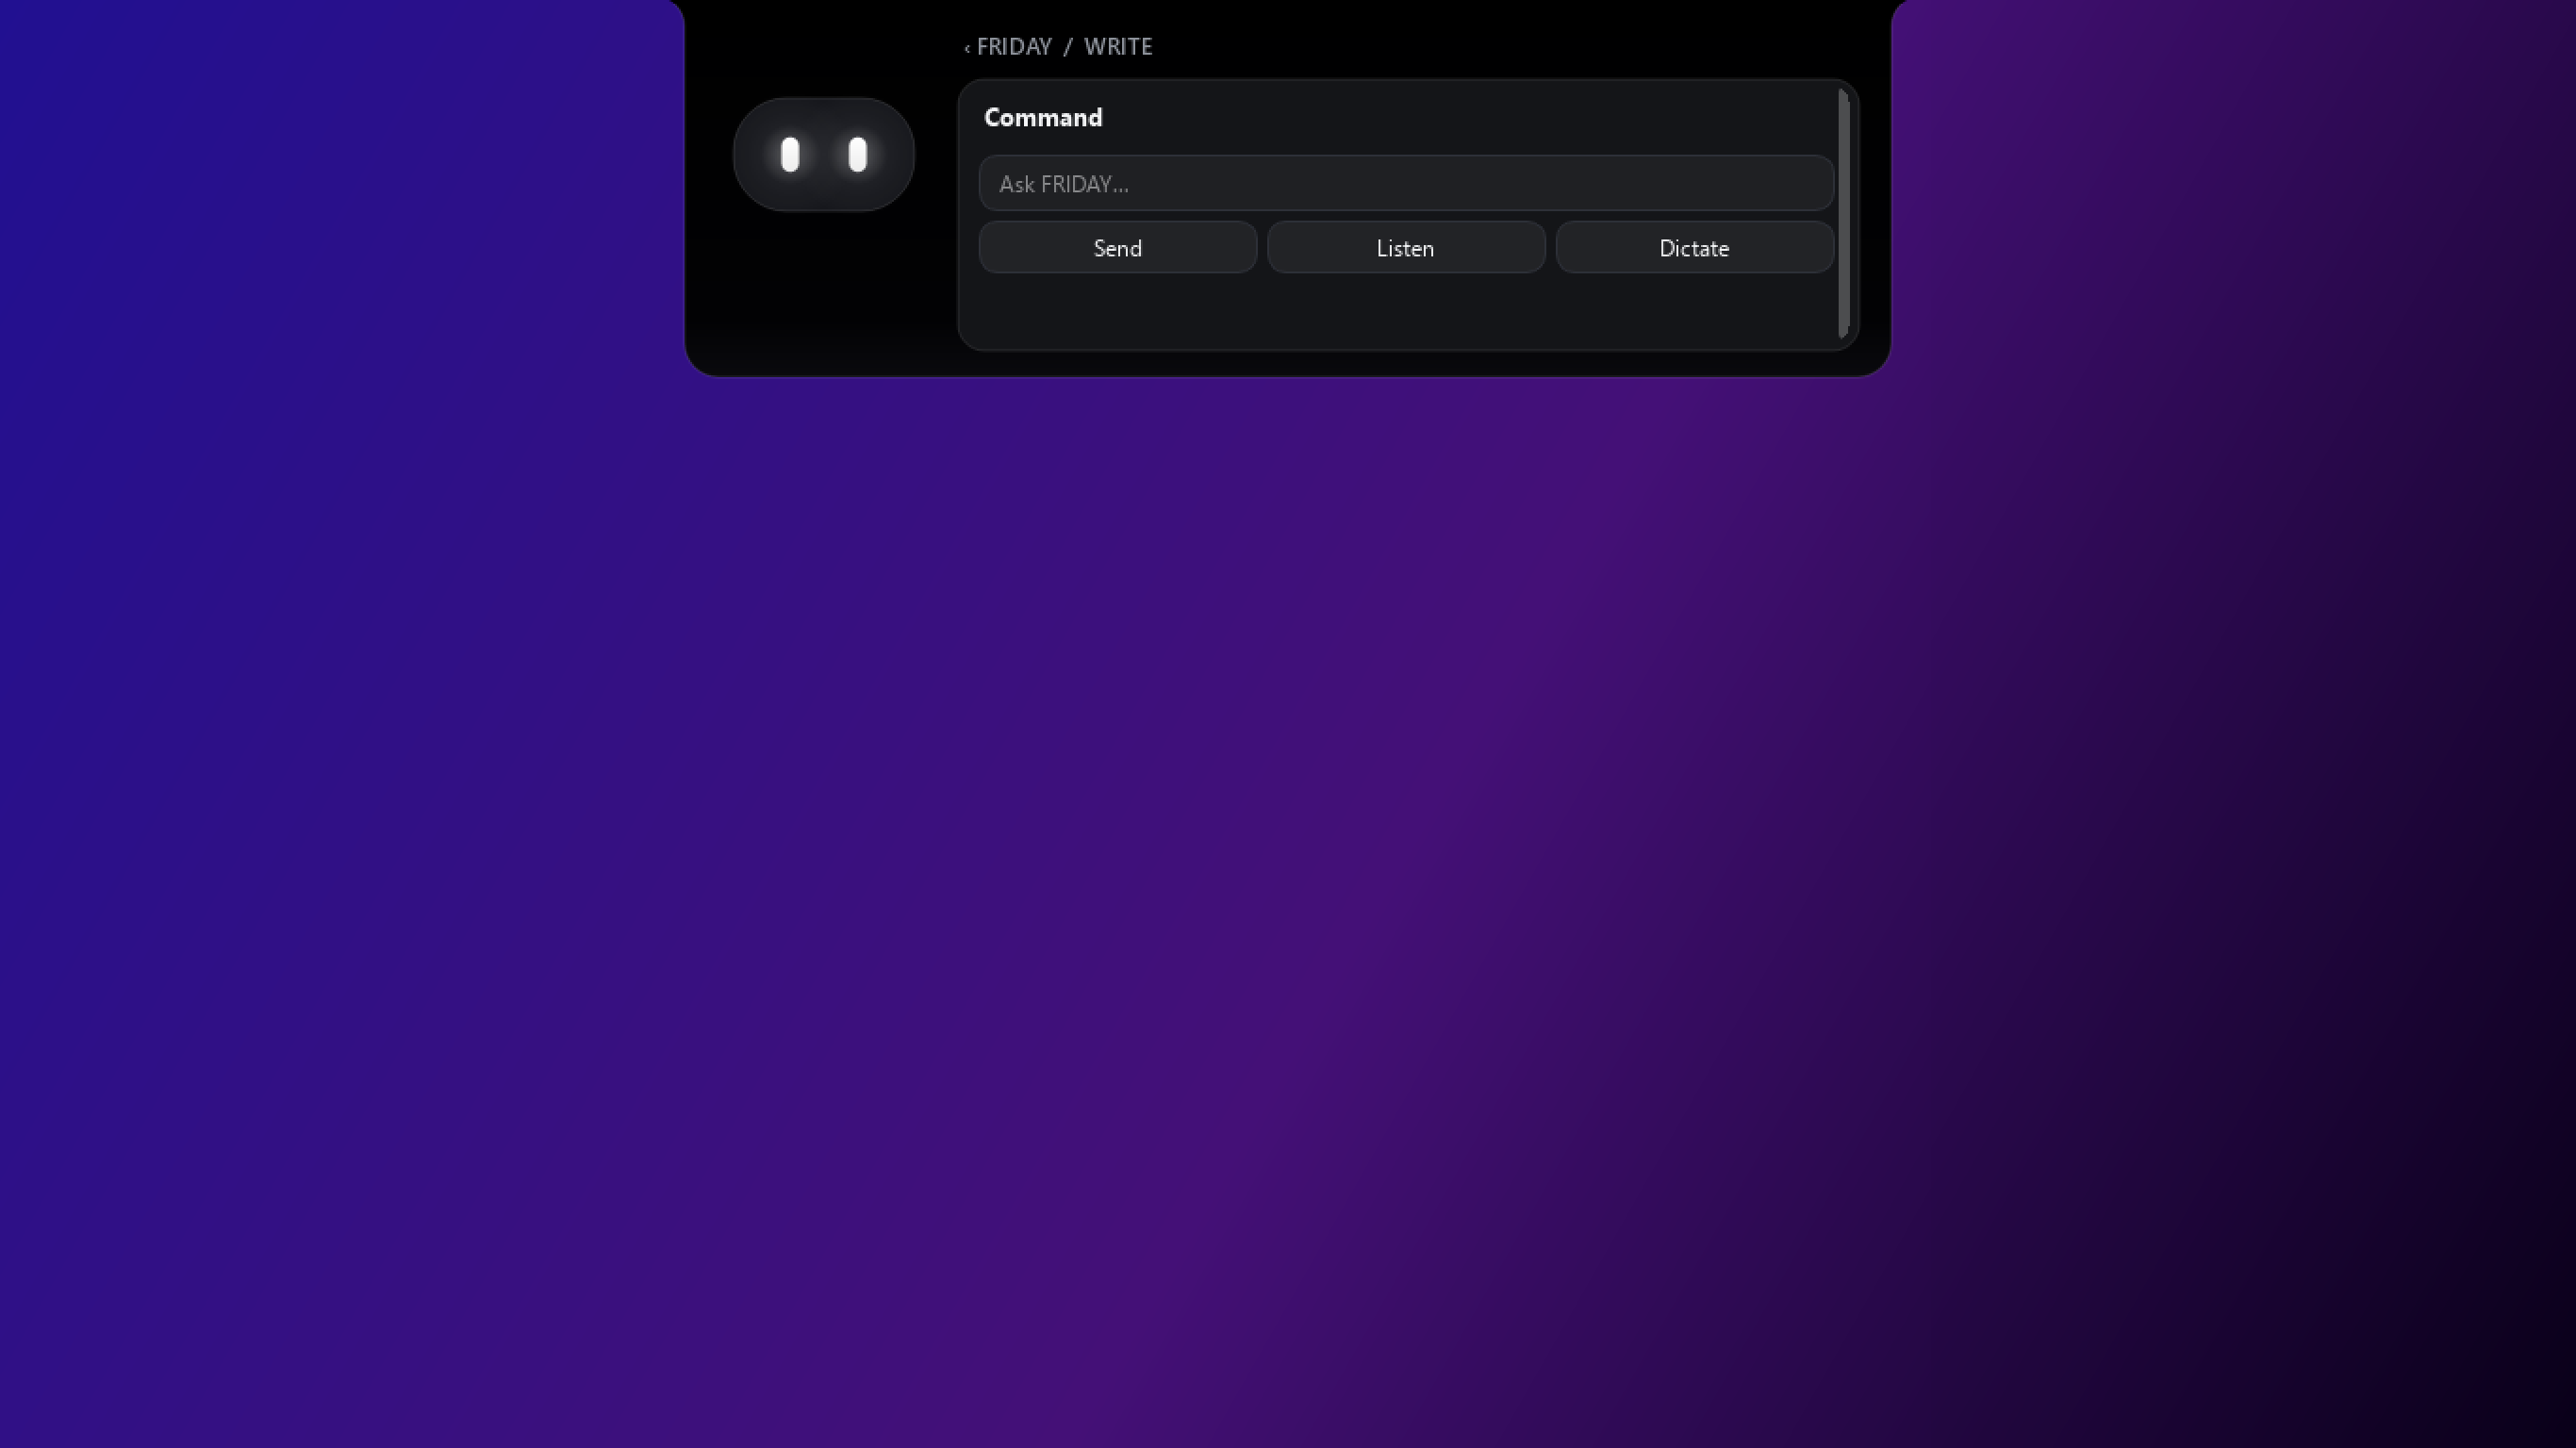 ‹ FRIDAY / WRITE
Command
Ask FRIDAY...
Send Listen Dictate